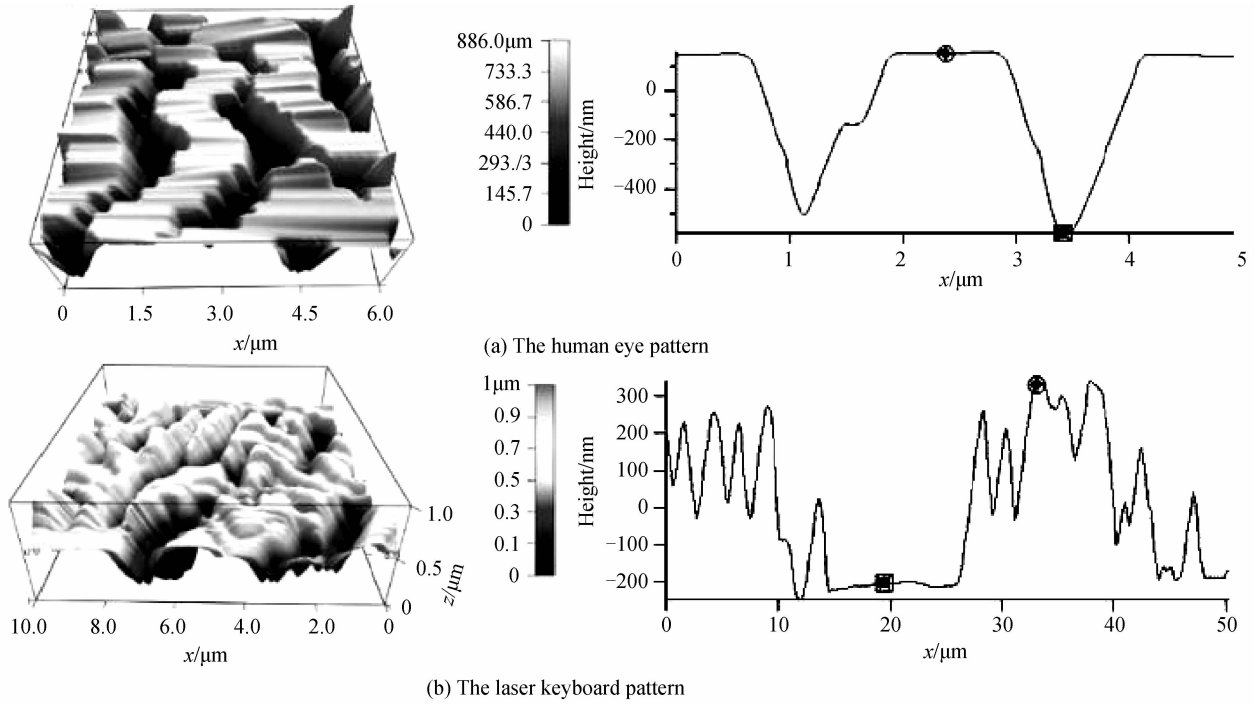 886.0μm
733.3
586.7
440.0
293./3
145.7
0
Height/nm
0
−200
−400
0 1 2 3 4 5
x/μm
0 1.5 3.0 4.5 6.0
x/μm
(a) The human eye pattern
1μm
0.9
0.7
0.5
0.3
0.1
0
1.0
0.5
0
z/μm
10.0 8.0 6.0 4.0 2.0 0
x/μm
Height/nm
300
200
100
0
−100
−200
0 10 20 30 40 50
x/μm
(b) The laser keyboard pattern